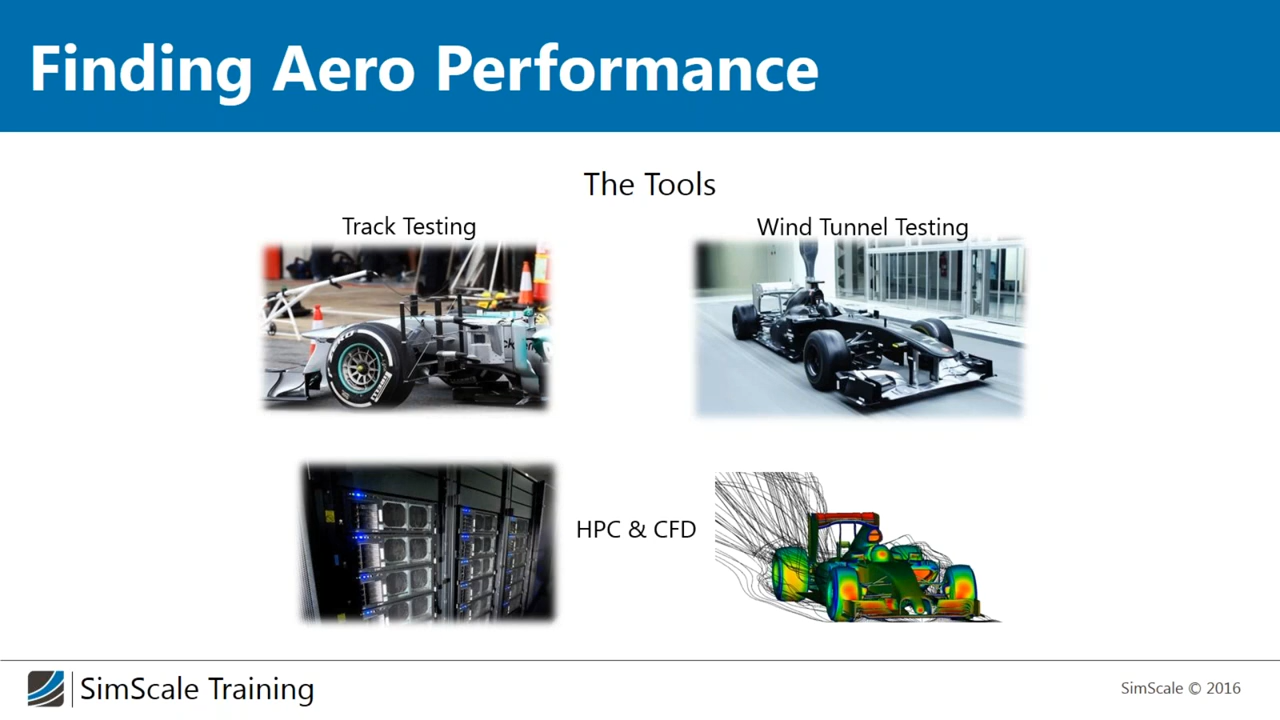 Finding Aero Performance
The Tools
Track Testing
Wind Tunnel Testing
HPC & CFD
SimScale Training
SimScale © 2016